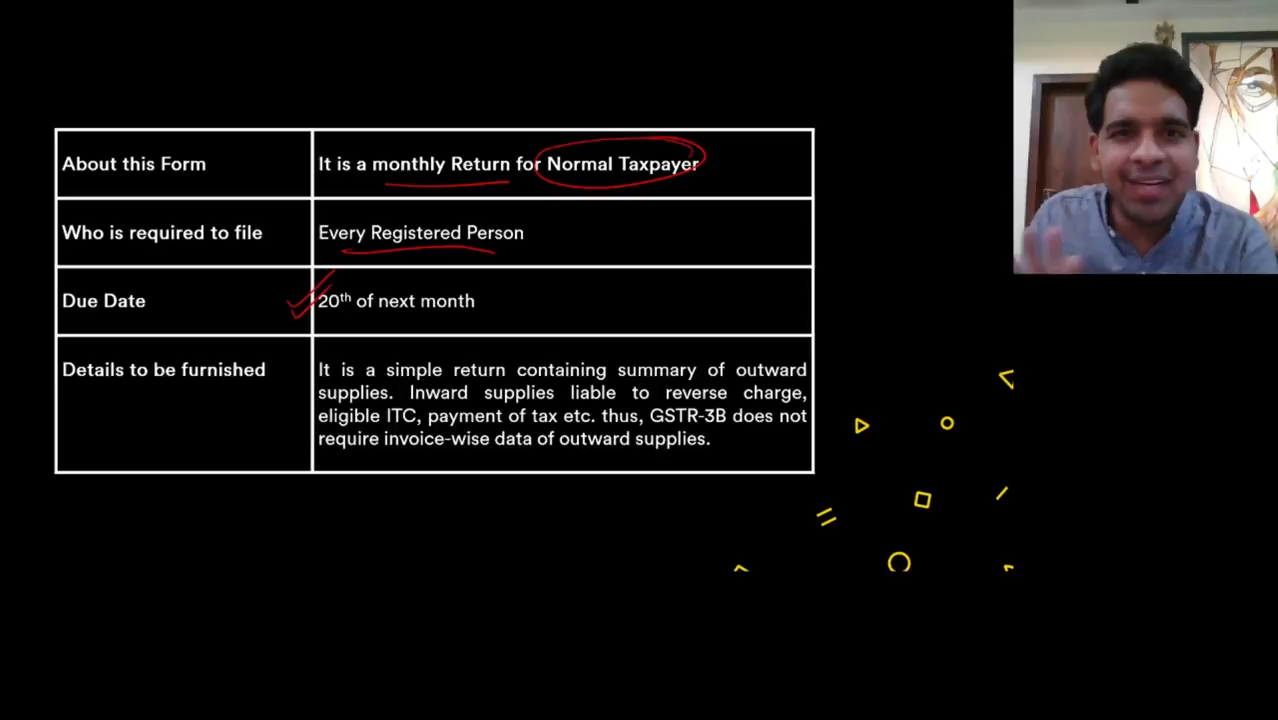 About this Form
It is a monthly Return for Normal Taxpayer
Who is required to file
Every Registered Person
Due Date
20th of next month
Details to be furnished
It is a simple return containing summary of outward
supplies. Inward supplies liable to reverse charge,
eligible ITC, payment of tax etc. thus, GSTR-3B does not
require invoice-wise data of outward supplies.